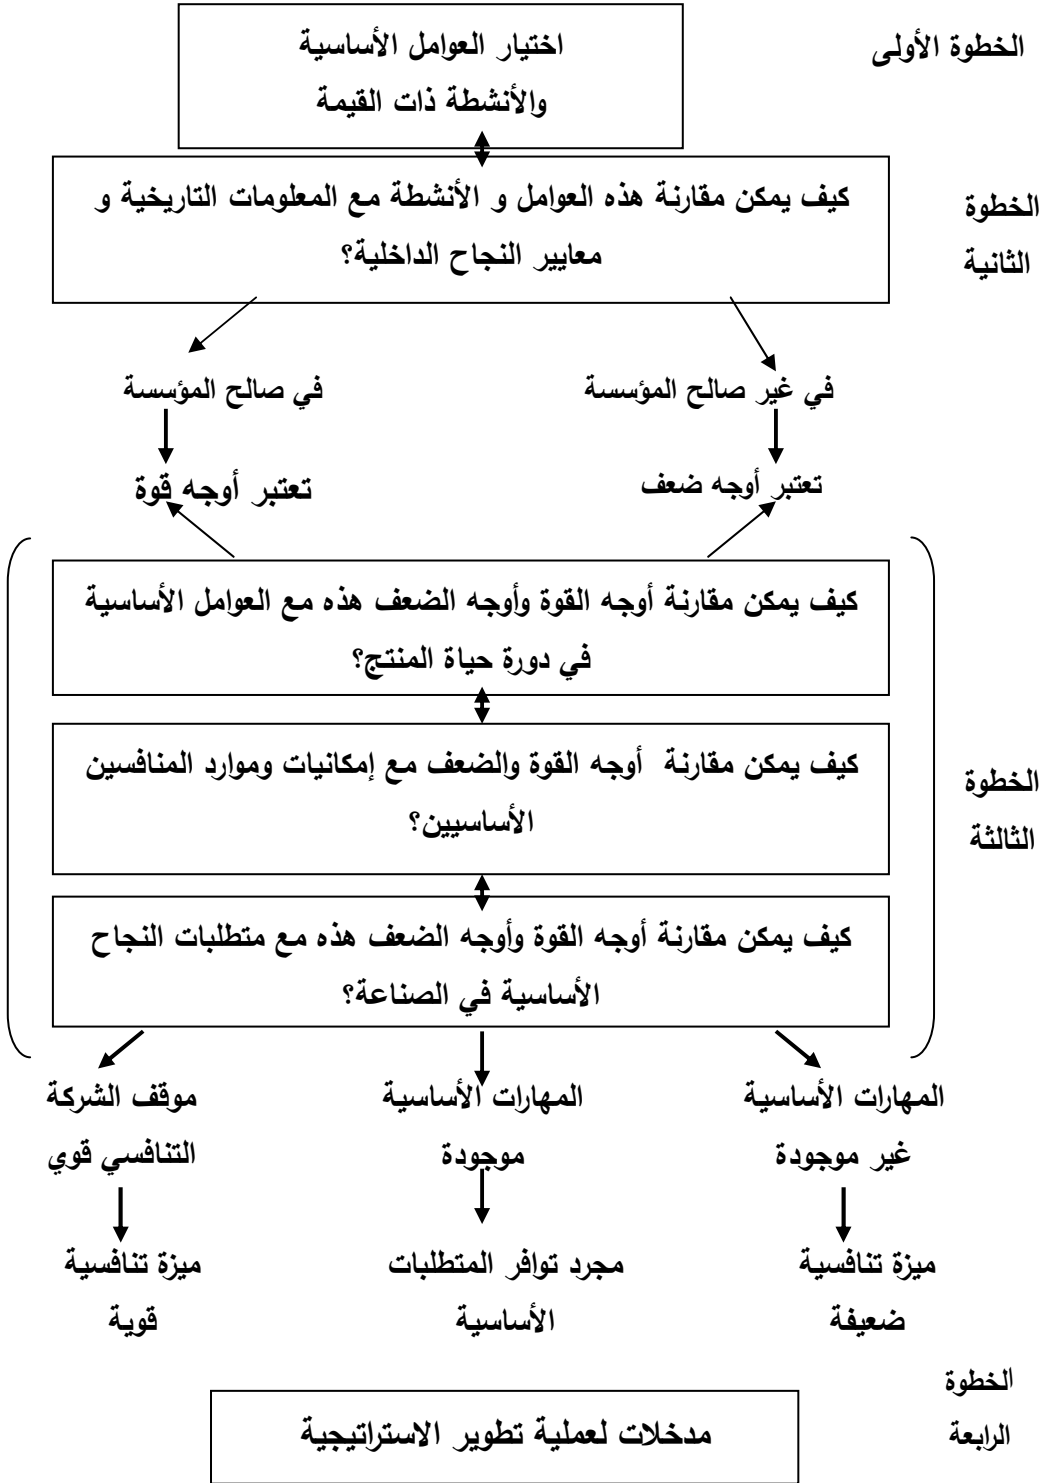 الخطوة الأولى
اختيار العوامل الأساسية
والأنشطة ذات القيمة
الخطوة
الثانية
كيف يمكن مقارنة هذه العوامل و الأنشطة مع المعلومات التاريخية و
معايير النجاح الداخلية؟
في غير صالح المؤسسة
في صالح المؤسسة
تعتبر أوجه ضعف
تعتبر أوجه قوة
كيف يمكن مقارنة أوجه القوة وأوجه الضعف هذه مع العوامل الأساسية
في دورة حياة المنتج؟
الخطوة
الثالثة
كيف يمكن مقارنة أوجه القوة والضعف مع إمكانيات وموارد المنافسين
الأساسيين؟
كيف يمكن مقارنة أوجه القوة وأوجه الضعف هذه مع متطلبات النجاح
الأساسية في الصناعة؟
المهارات الأساسية
غير موجودة
المهارات الأساسية
موجودة
موقف الشركة
التنافسي قوي
ميزة تنافسية
ضعيفة
مجرد توافر المتطلبات
الأساسية
ميزة تنافسية
قوية
الخطوة
الرابعة
مدخلات لعملية تطوير الاستراتيجية